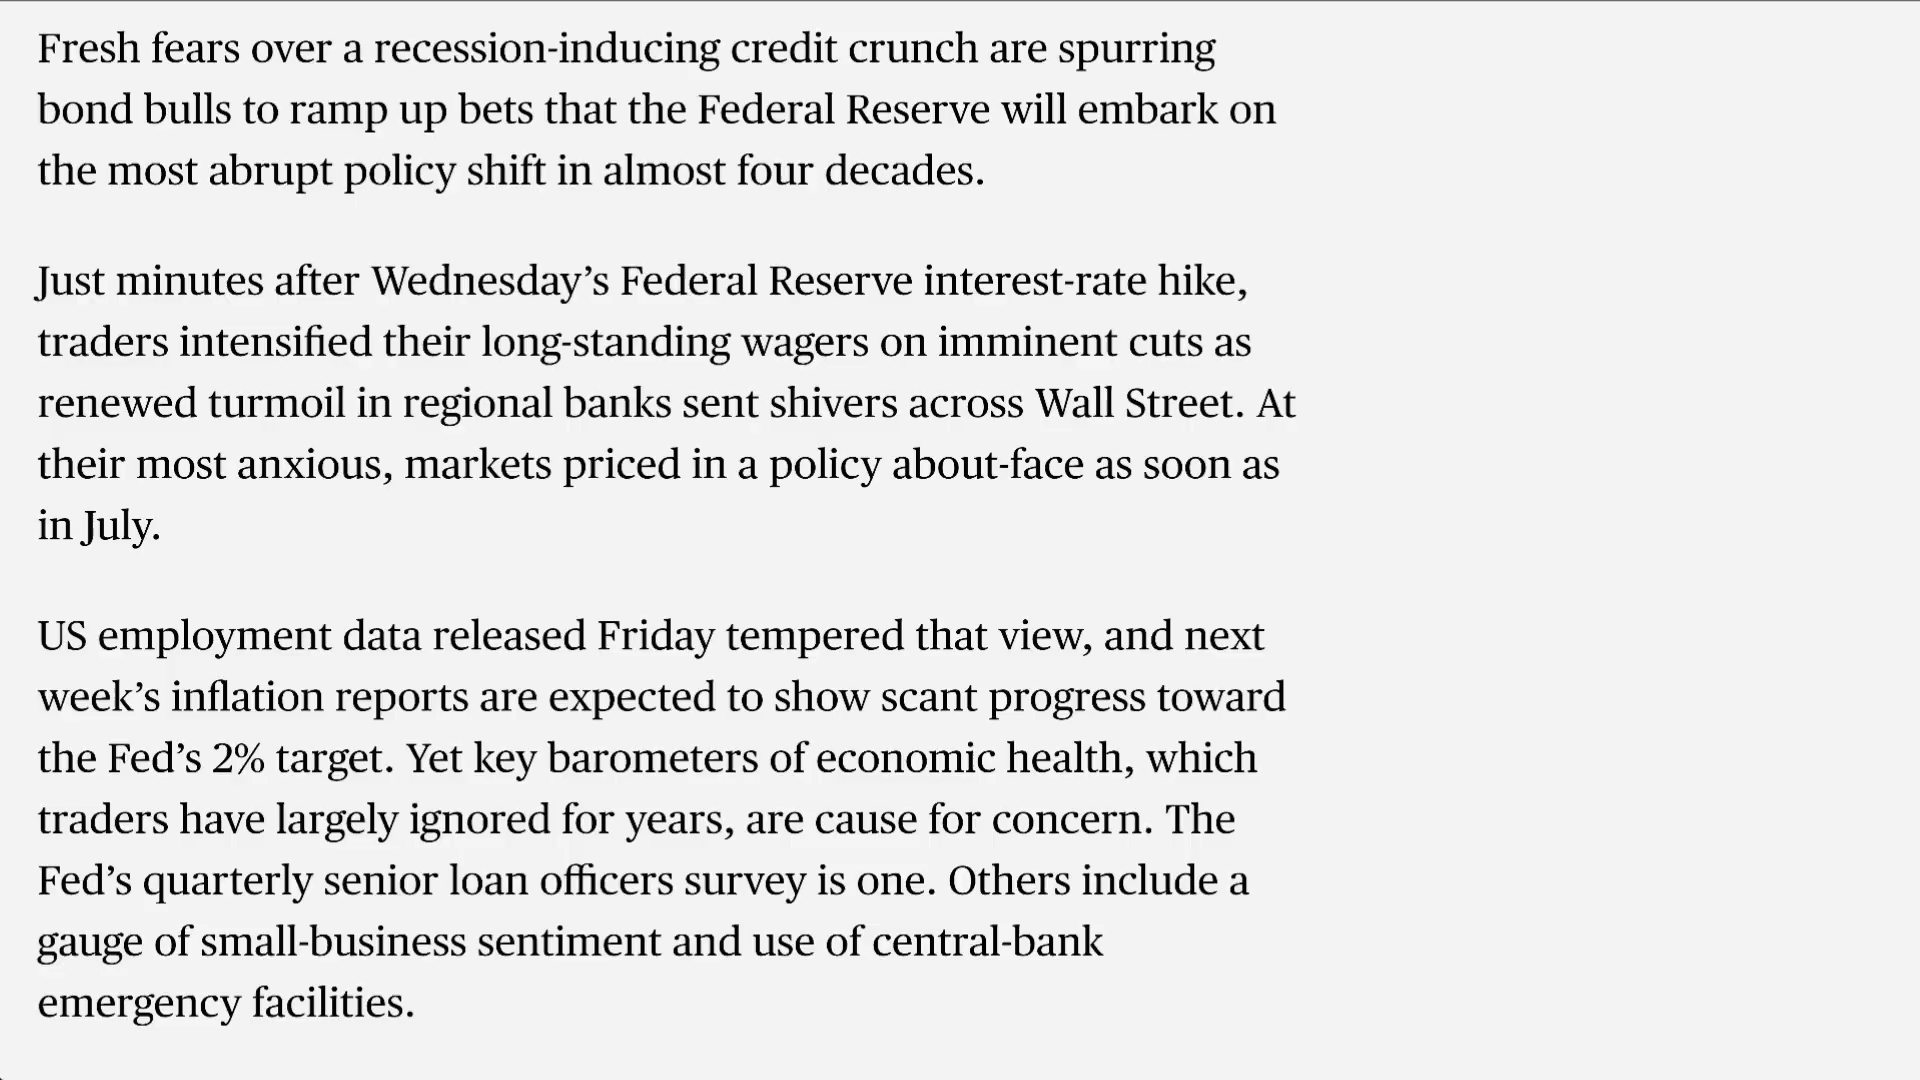 Fresh fears over a recession-inducing credit crunch are spurring
bond bulls to ramp up bets that the Federal Reserve will embark on
the most abrupt policy shift in almost four decades.
Just minutes after Wednesday’s Federal Reserve interest-rate hike,
traders intensified their long-standing wagers on imminent cuts as
renewed turmoil in regional banks sent shivers across Wall Street. At
their most anxious, markets priced in a policy about-face as soon as
in July.
US employment data released Friday tempered that view, and next
week’s inflation reports are expected to show scant progress toward
the Fed’s 2% target. Yet key barometers of economic health, which
traders have largely ignored for years, are cause for concern. The
Fed’s quarterly senior loan officers survey is one. Others include a
gauge of small-business sentiment and use of central-bank
emergency facilities.